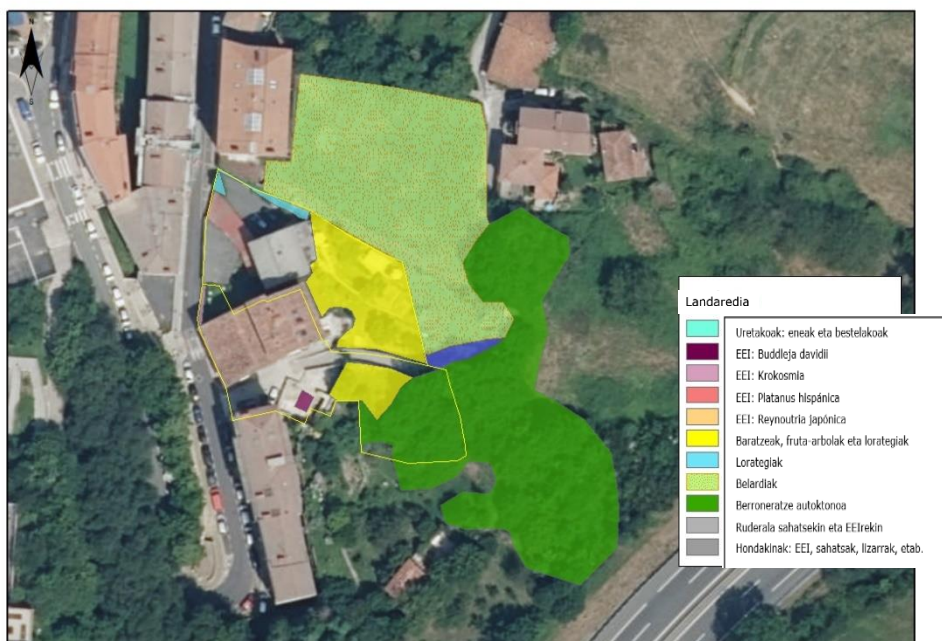 N
S
Landaredia
Uretakoak: eneak eta bestelakoak
EEI: Buddleja davidii
EEI: Krokosmia
EEI: Platanus hispánica
EEI: Reynoutria japónica
Baratzeak, fruta-arbolak eta lorategiak
Lorategiak
Belardiak
Berroneratze autoktonoa
Ruderala sahatsekin eta EEIrekin
Hondakinak: EEI, sahatsak, lizarrak, etab.